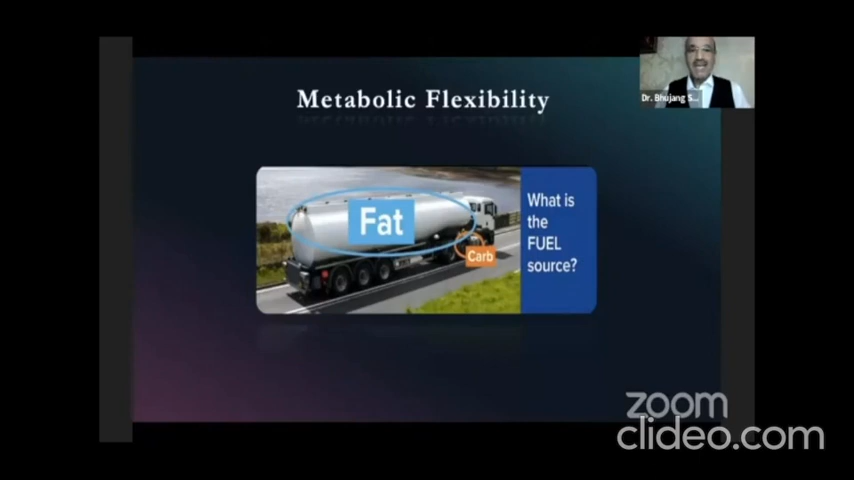 Metabolic Flexibility
Dr. Bhujang S...
Fat
Carb
What is
the
FUEL
source?
zoom
clideo.com